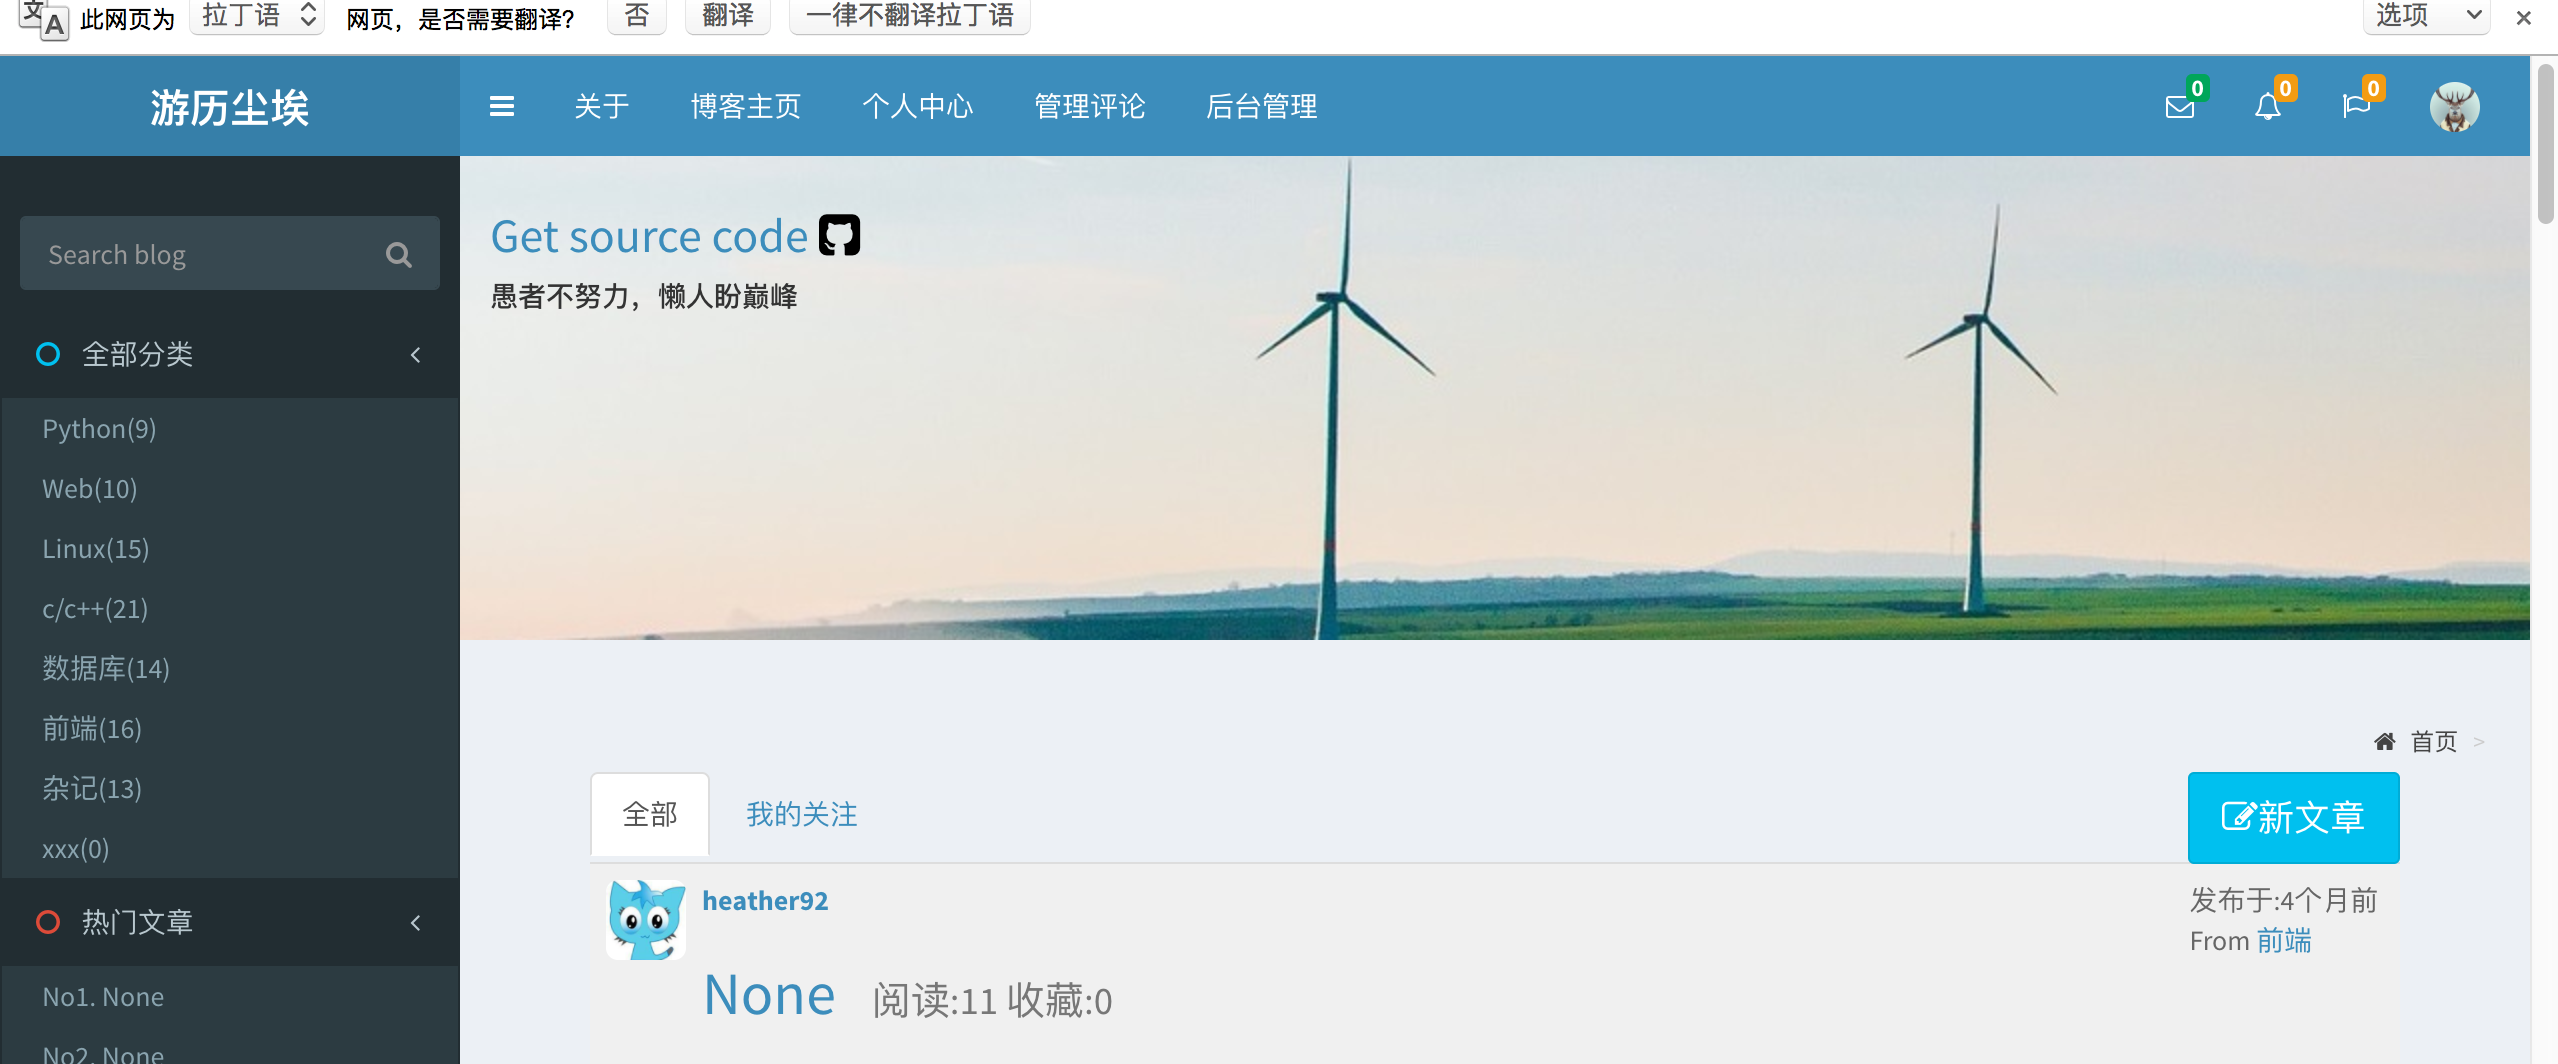 此网页为 拉丁语 网页，是否需要翻译？ 否 翻译 一律不翻译拉丁语 选项
游历尘埃 关于 博客主页 个人中心 管理评论 后台管理 0 0 0
Get source code
愚者不努力，懒人盼巅峰
Search blog
全部分类
Python(9)
Web(10)
Linux(15)
c/c++(21)
数据库(14)
前端(16)
杂记(13)
xxx(0)
热门文章
No1. None
No2. None
首页 >
全部 我的关注 新文章
heather92 发布于:4个月前
From 前端
None 阅读:11 收藏:0